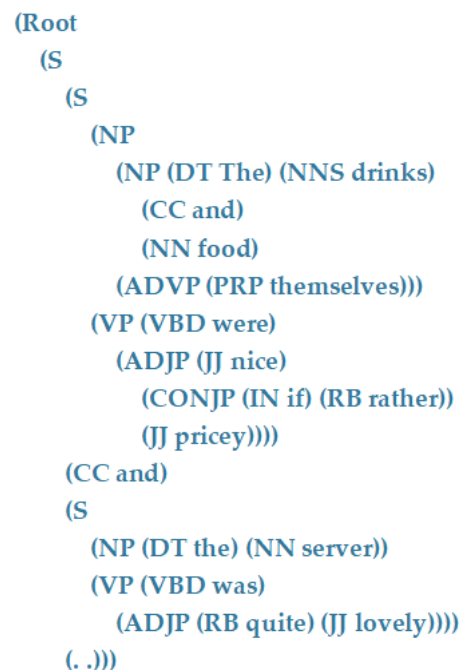 (Root
(S
(S
(NP
(NP (DT The) (NNS drinks)
(CC and)
(NN food)
(ADVP (PRP themselves)))
(VP (VBD were)
(ADJP (JJ nice)
(CONJP (IN if) (RB rather))
(JJ pricey))))
(CC and)
(S
(NP (DT the) (NN server))
(VP (VBD was)
(ADJP (RB quite) (JJ lovely))))
(. .)))